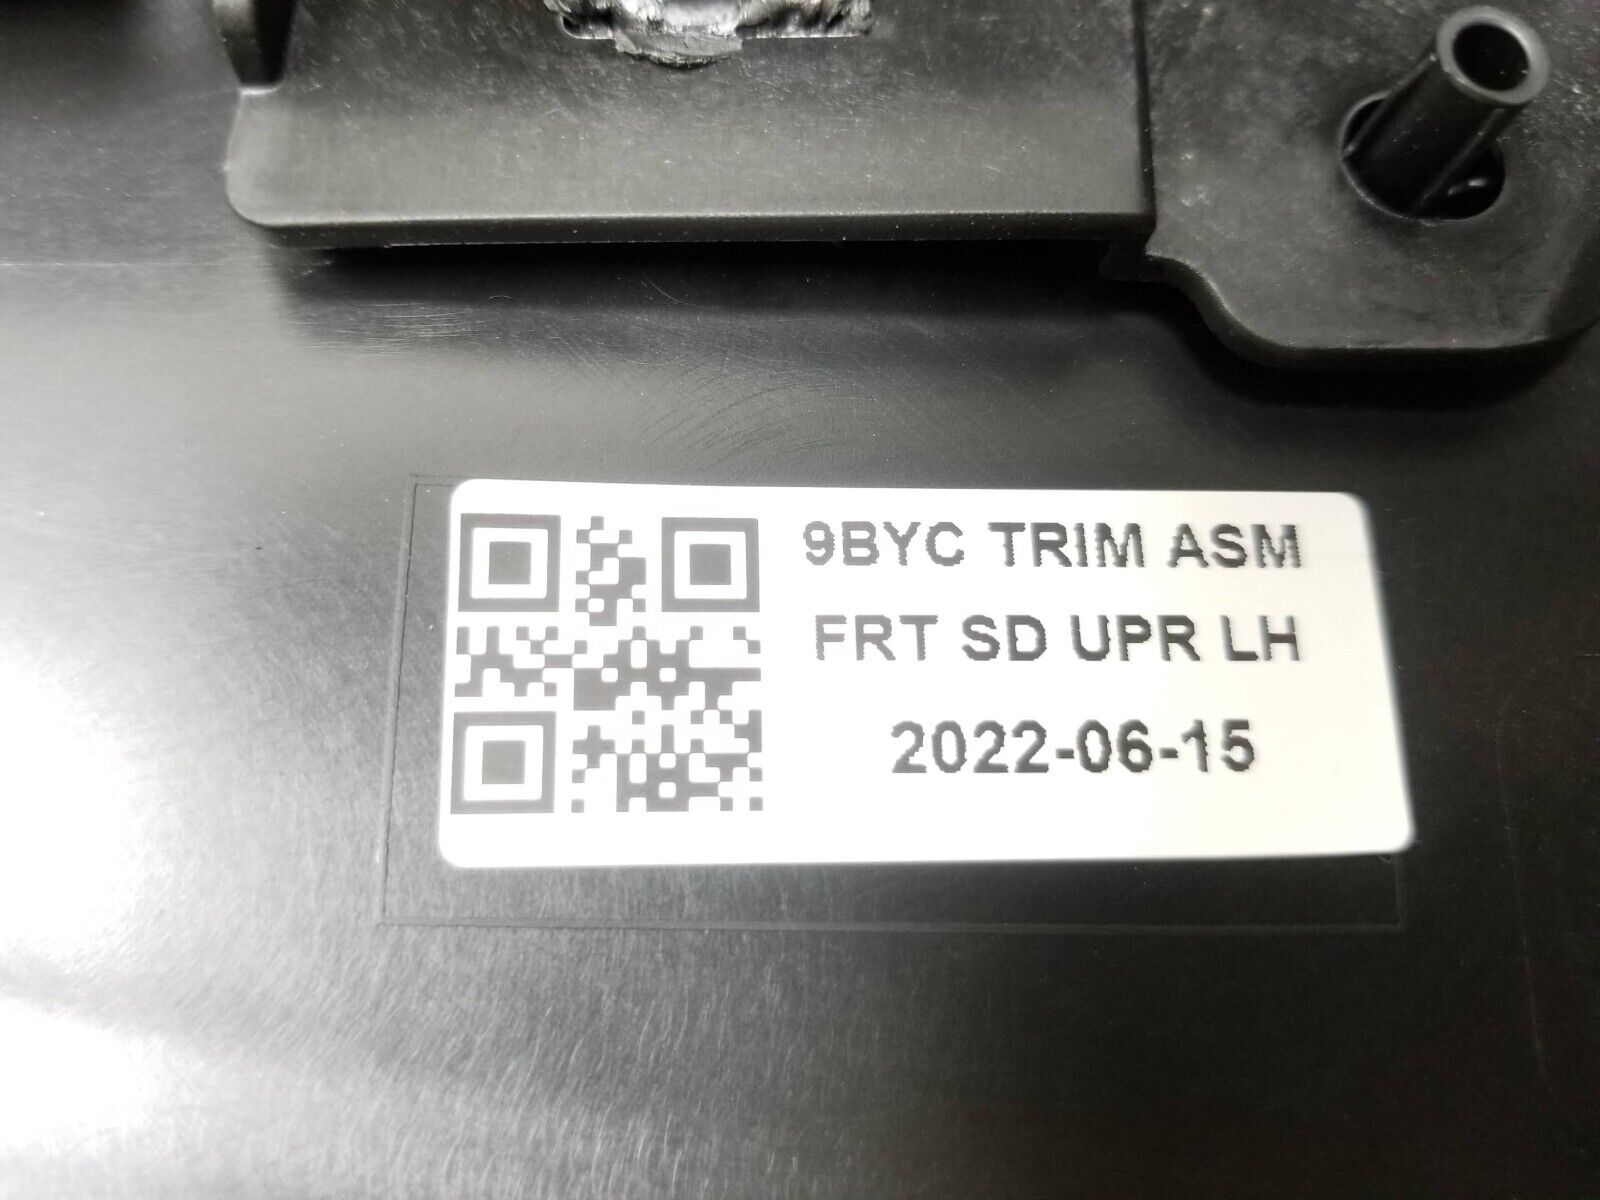 9BYC TRIM ASM
FRT SD UPR LH
2022-06-15